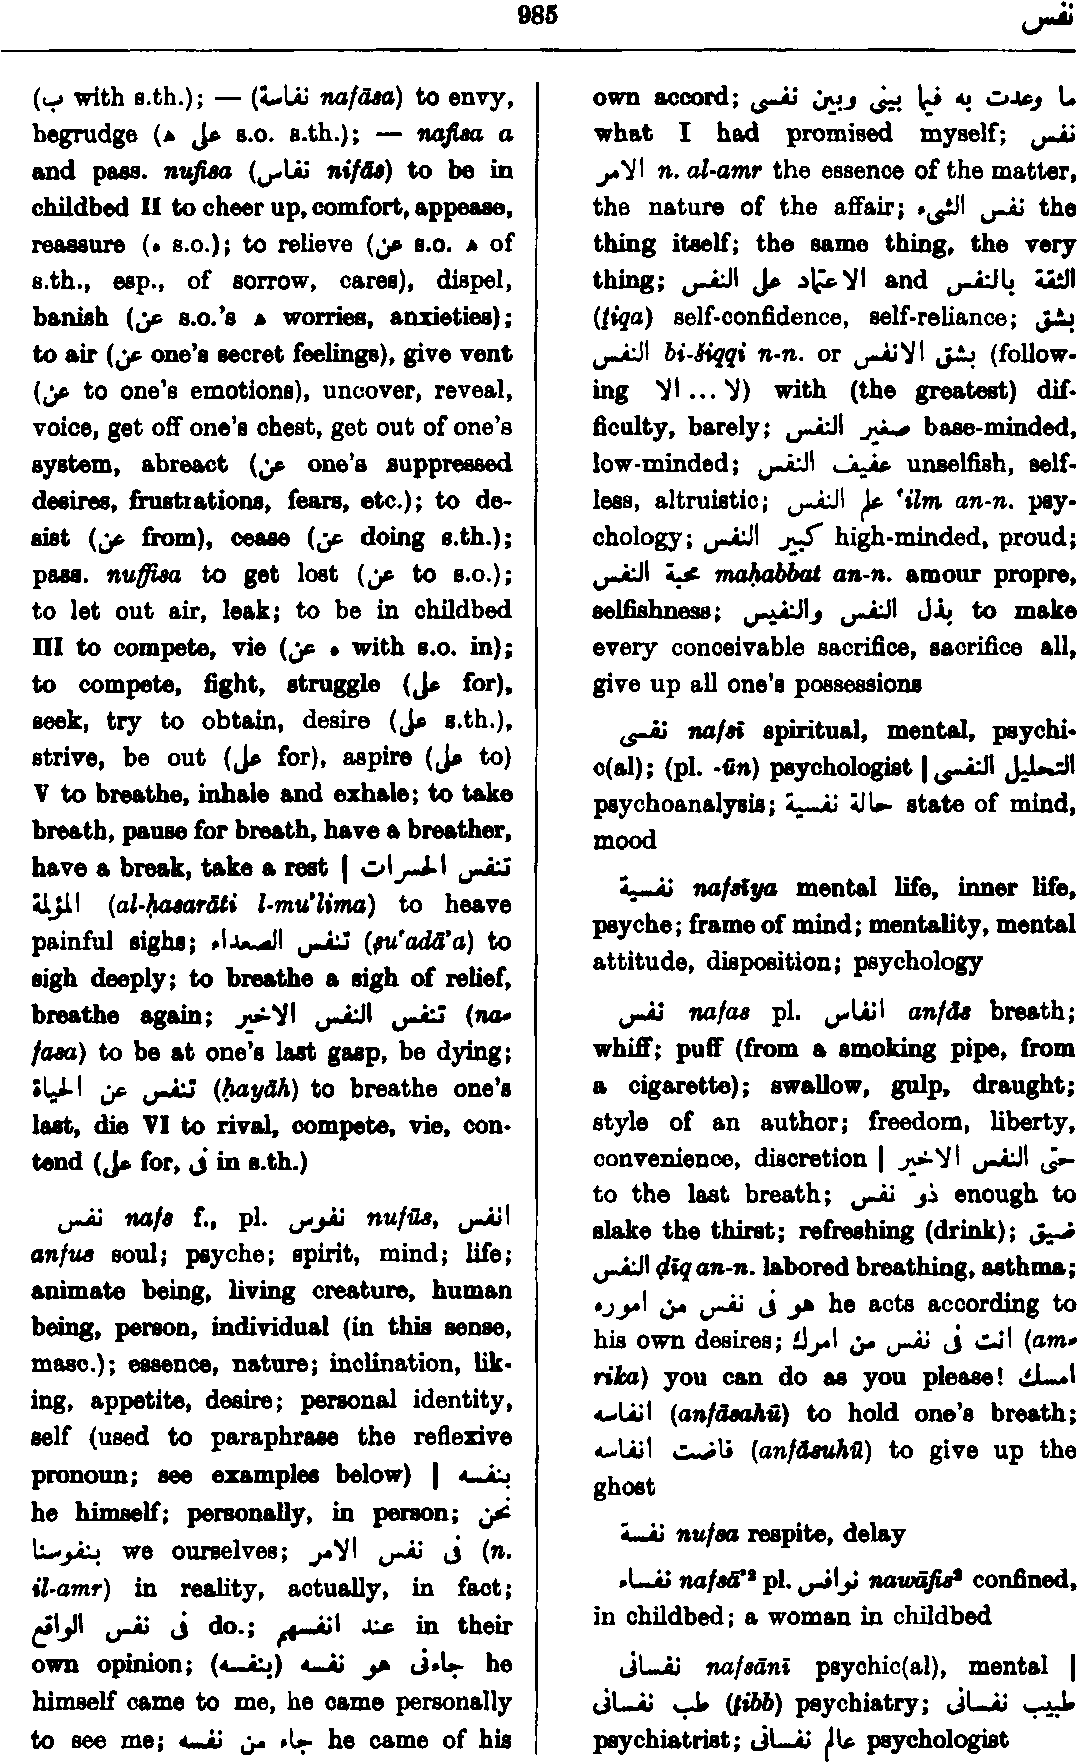 985
نفس
(ب with s.th.); — (نفاسة nafāsa) to envy,
begrudge (ه على s.o. s.th.); — nafisa a
and pass. nufisa (نفاس nifās) to be in
childbed II to cheer up, comfort, appease,
reassure (ه s.o.); to relieve (عن s.o. ه of
s.th., esp., of sorrow, cares), dispel,
banish (عن s.o.'s ه worries, anxieties);
to air (عن one's secret feelings), give vent
(عن to one's emotions), uncover, reveal,
voice, get off one's chest, get out of one's
system, abreact (عن one's suppressed
desires, frustrations, fears, etc.); to de-
sist (عن from), cease (عن doing s.th.);
pass. nuffisa to get lost (عن to s.o.);
to let out air, leak; to be in childbed
III to compete, vie (عن ه with s.o. in);
to compete, fight, struggle (على for),
seek, try to obtain, desire (على s.th.),
strive, be out (على for), aspire (على to)
V to breathe, inhale and exhale; to take
breath, pause for breath, have a breather,
have a break, take a rest | تنفس الحسرات
المؤلمة (al-ḥasarāti l-mu'lima) to heave
painful sighs; تنفس الصعداء (ṣu‘adā'a) to
sigh deeply; to breathe a sigh of relief,
breathe again; تنفس النفس الاخير (na-
fasa) to be at one's last gasp, be dying;
تنفس عن الحياة (ḥayāh) to breathe one's
last, die VI to rival, compete, vie, con-
tend (على for, فى in s.th.)
نفس nafs f., pl. نفوس nufūs, انفس
anfus soul; psyche; spirit, mind; life;
animate being, living creature, human
being, person, individual (in this sense,
masc.); essence, nature; inclination, lik-
ing, appetite, desire; personal identity,
self (used to paraphrase the reflexive
pronoun; see examples below) | بنفسه
he himself; personally, in person; نحن
بنفوسنا we ourselves; فى نفس الامر (n.
il-amr) in reality, actually, in fact;
فى نفس الواقع do.; عند انفسهم in their
own opinion; جاءنى هو نفسه (بنفسه) he
himself came to me, he came personally
to see me; جاء من نفسه he came of his
own accord; ما وعدت به فيما بينى وبين نفسى
what I had promised myself; نفس
الامر n. al-amr the essence of the matter,
the nature of the affair; نفس الشىء the
thing itself; the same thing, the very
thing; الاعتماد على النفس and الثقة بالنفس
(ṯiqa) self-confidence, self-reliance; بشق
النفس bi-šiqqi n-n. or بشق الانفس (follow-
ing لا ... الا) with (the greatest) dif-
ficulty, barely; صغير النفس base-minded,
low-minded; عفيف النفس unselfish, self-
less, altruistic; علم النفس ‘ilm an-n. psy-
chology; كبير النفس high-minded, proud;
محبة النفس maḥabbat an-n. amour propre,
selfishness; بذل النفس والنفيس to make
every conceivable sacrifice, sacrifice all,
give up all one's possessions
نفسى nafsī spiritual, mental, psychi-
c(al); (pl. -ūn) psychologist | التحليل النفسى
psychoanalysis; حالة نفسية state of mind,
mood
نفسية nafsīya mental life, inner life,
psyche; frame of mind; mentality, mental
attitude, disposition; psychology
نفس nafas pl. انفاس anfās breath;
whiff; puff (from a smoking pipe, from
a cigarette); swallow, gulp, draught;
style of an author; freedom, liberty,
convenience, discretion | حتى النفس الاخير
to the last breath; ذو نفس enough to
slake the thirst; refreshing (drink); ضيق
النفس ḍīq an-n. labored breathing, asthma;
هو فى نفس من اموره he acts according to
his own desires; انت فى نفس من امرك (am-
rika) you can do as you please! امسك
انفاسه (anfāsahū) to hold one's breath;
فاضت انفاسه (anfāsuhū) to give up the
ghost
نفسة nufsa respite, delay
نفساء nafsā'² pl. نوافس nawāfis² confined,
in childbed; a woman in childbed
نفسانى nafsānī psychic(al), mental |
طب نفسانى (ṭibb) psychiatry; طبيب نفسانى
psychiatrist; عالم نفسانى psychologist